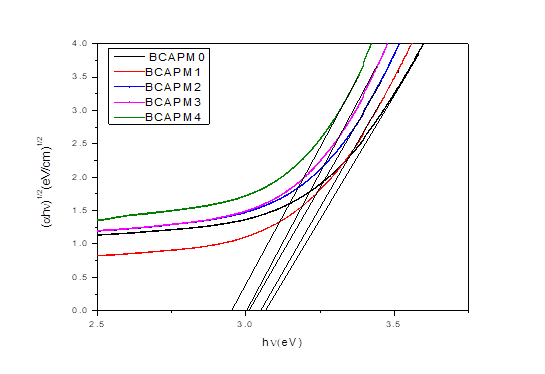 4.0
3.5
3.0
2.5
2.0
1.5
1.0
0.5
0.0
(αhν)^1/2 (eV/cm)^1/2
BCAPM0
BCAPM1
BCAPM2
BCAPM3
BCAPM4
2.5 3.0 3.5
hν(eV)